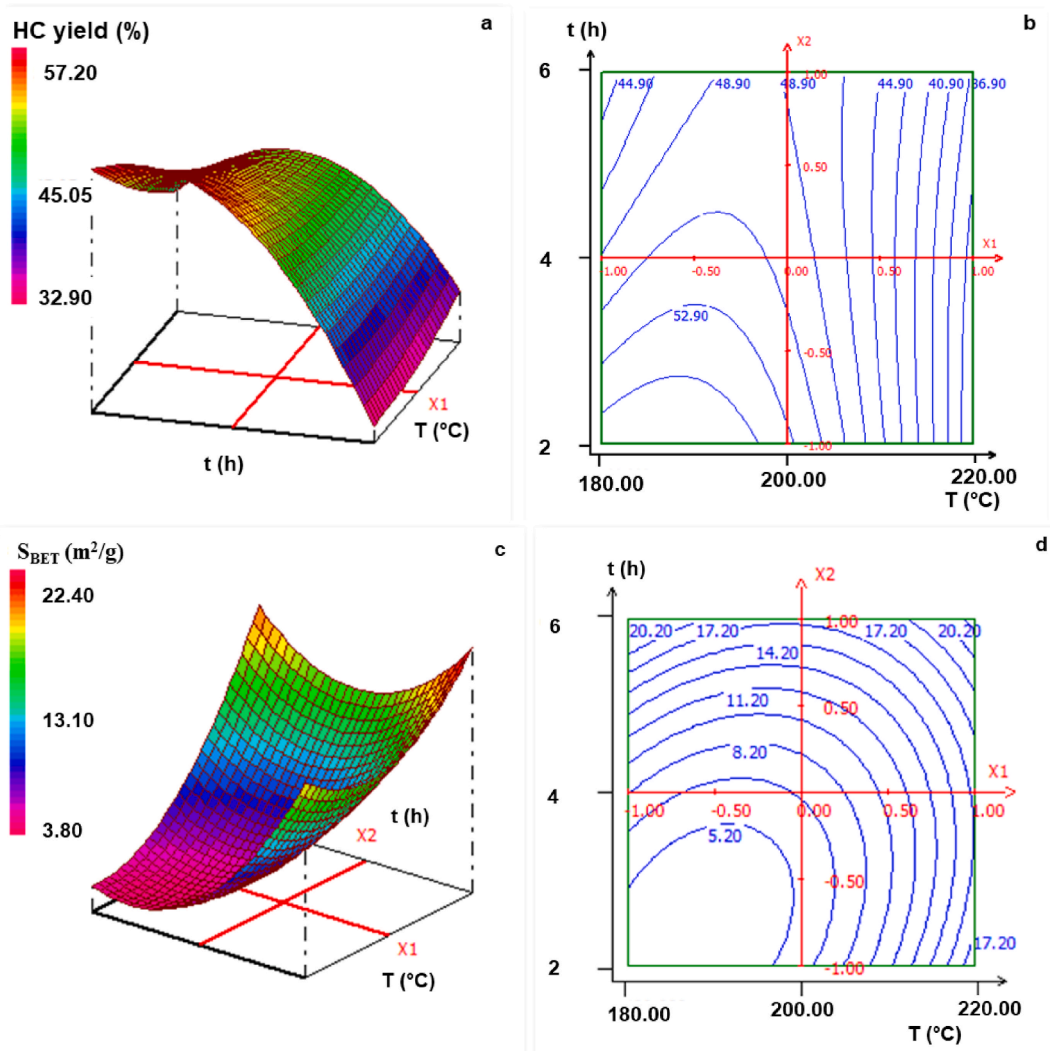 HC yield (%)
a
57.20
45.05
32.90
X1
T (°C)
t (h)
b
t (h)
X2
6
1.00
44.90
48.90
48.90
44.90
40.90
36.90
0.50
X1
4
1.00
-0.50
0.00
0.50
1.00
52.90
-0.50
2
-1.00
180.00
200.00
220.00
T (°C)
c
S_BET (m²/g)
22.40
13.10
3.80
t (h)
X2
X1
T (°C)
d
t (h)
X2
6
1.00
20.20
17.20
17.20
20.20
14.20
11.20
0.50
8.20
X1
4
-1.00
-0.50
0.00
0.50
1.00
5.20
-0.50
17.20
2
-1.00
180.00
200.00
220.00
T (°C)